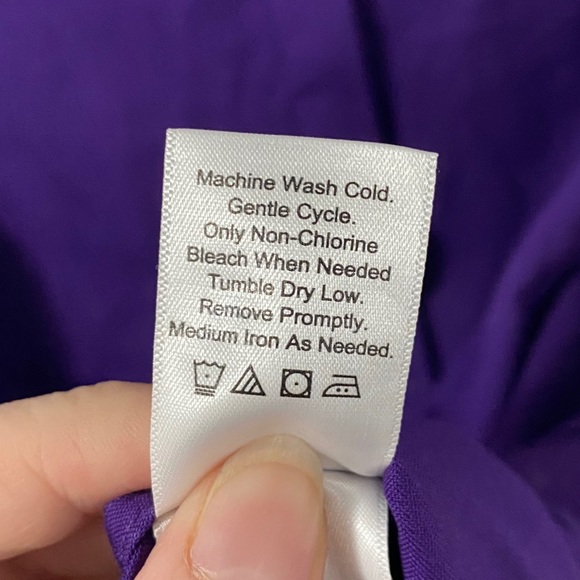 Machine Wash Cold.
Gentle Cycle.
Only Non-Chlorine
Bleach When Needed
Tumble Dry Low.
Remove Promptly.
Medium Iron As Needed.